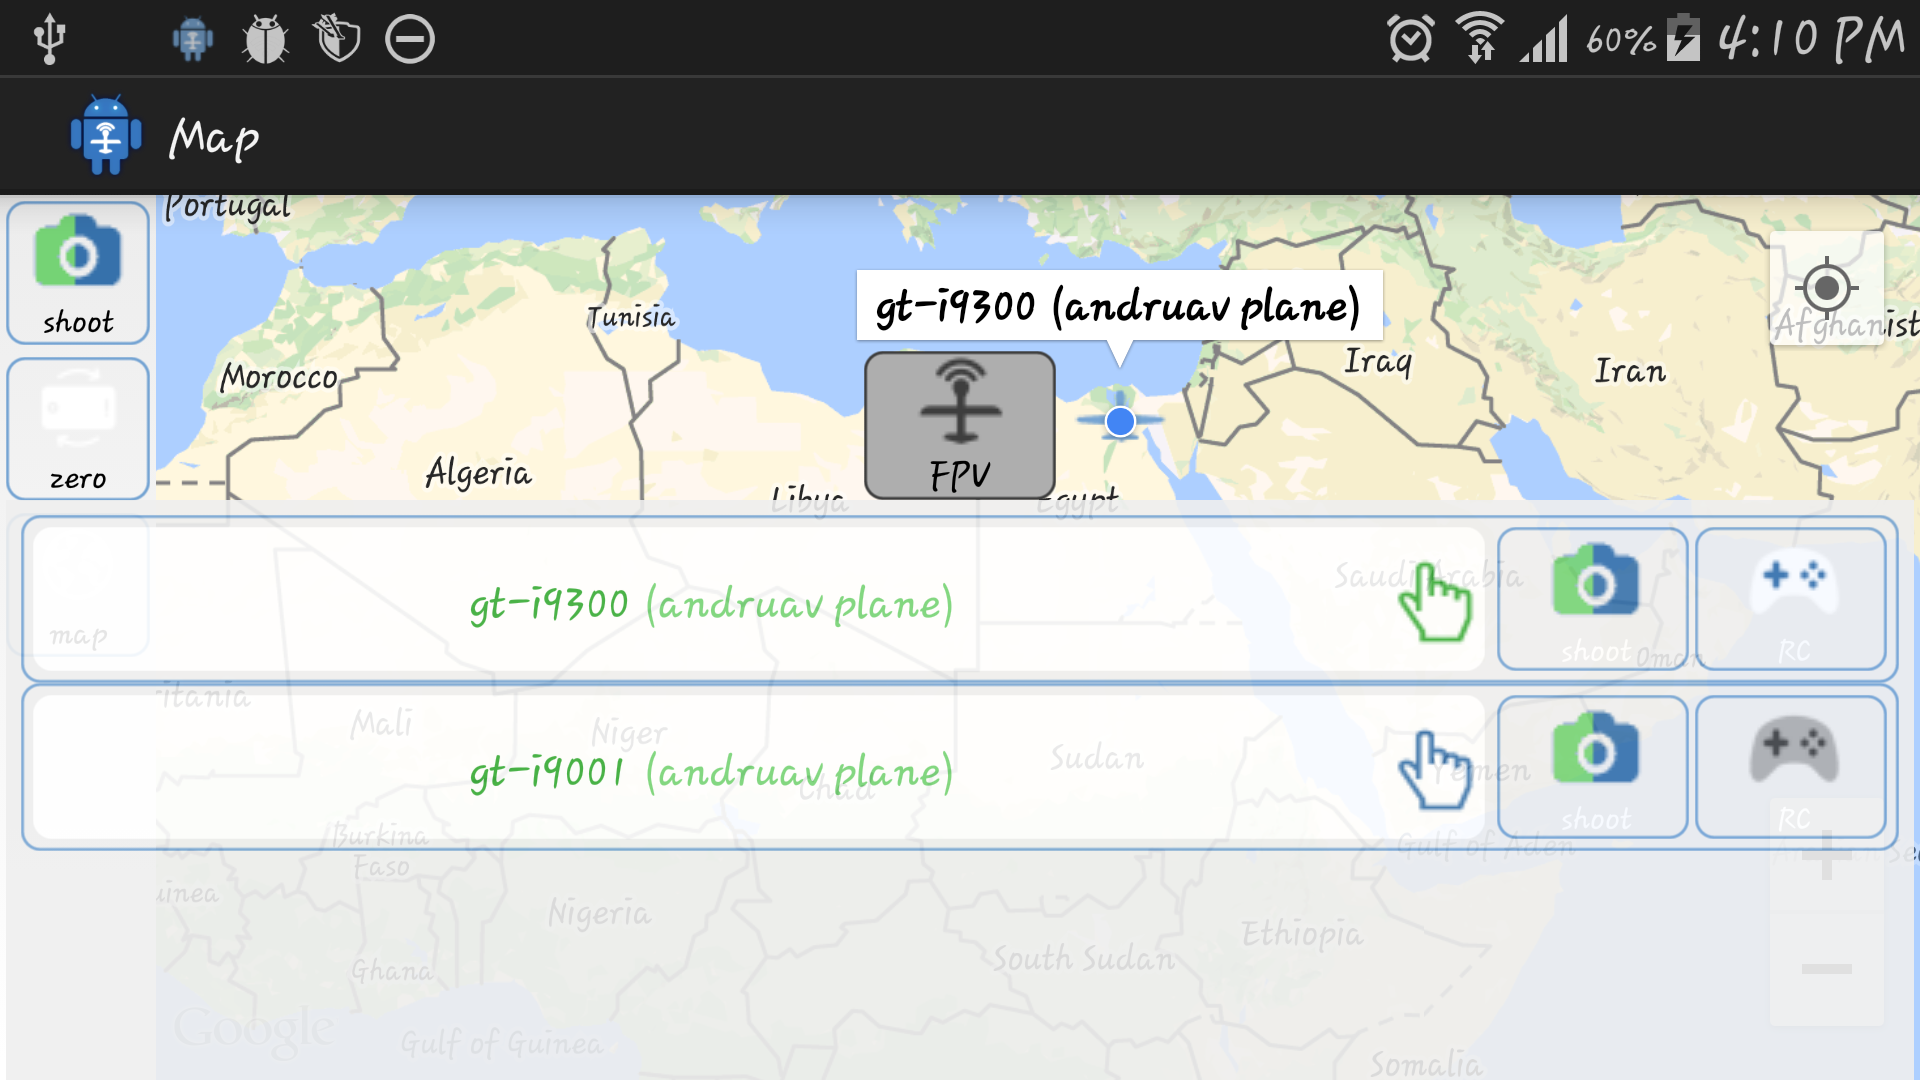 60% 4:10 PM
Map
Portugal
shoot
gt-i9300 (andruav plane)
Tunisia
Afghanist
Morocco
Iraq
Iran
zero
Algeria
FPV
Libya
Egypt
Saudi Arabia
gt-i9300 (andruav plane)
map
shoot
Oman
RC
itania
Mali
Niger
Sudan
Yemen
gt-i9001 (andruav plane)
Chad
shoot
RC
Burkina
Faso
Gulf of Aden
uinea
Nigeria
Ethiopia
South Sudan
Ghana
Google
Gulf of Guinea
Somalia